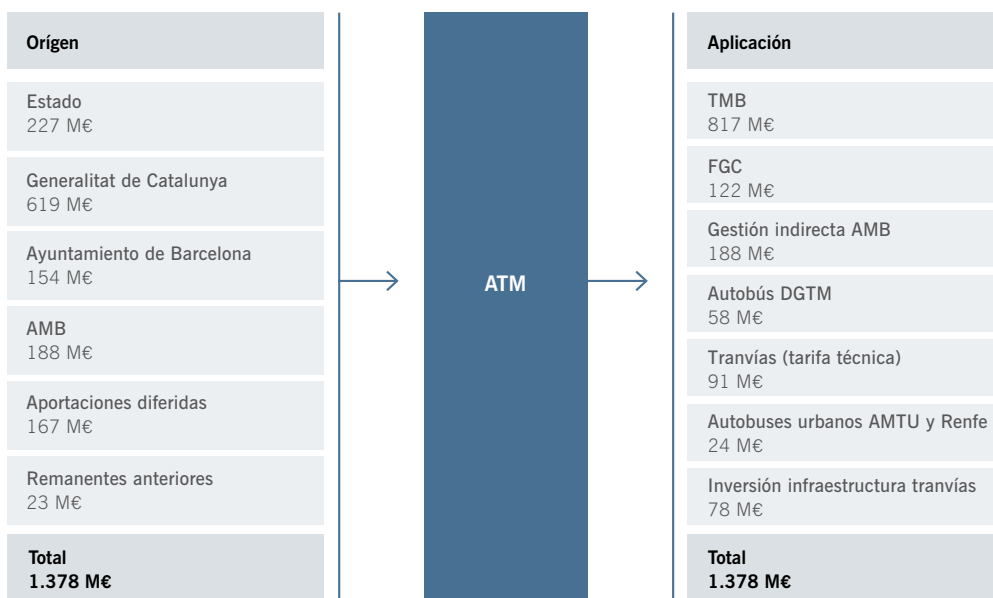 Orígen
Estado
227 M€
Generalitat de Catalunya
619 M€
Ayuntamiento de Barcelona
154 M€
AMB
188 M€
Aportaciones diferidas
167 M€
Remanentes anteriores
23 M€
Total
1.378 M€
ATM
Aplicación
TMB
817 M€
FGC
122 M€
Gestión indirecta AMB
188 M€
Autobús DGTM
58 M€
Tranvías (tarifa técnica)
91 M€
Autobuses urbanos AMTU y Renfe
24 M€
Inversión infraestructura tranvías
78 M€
Total
1.378 M€